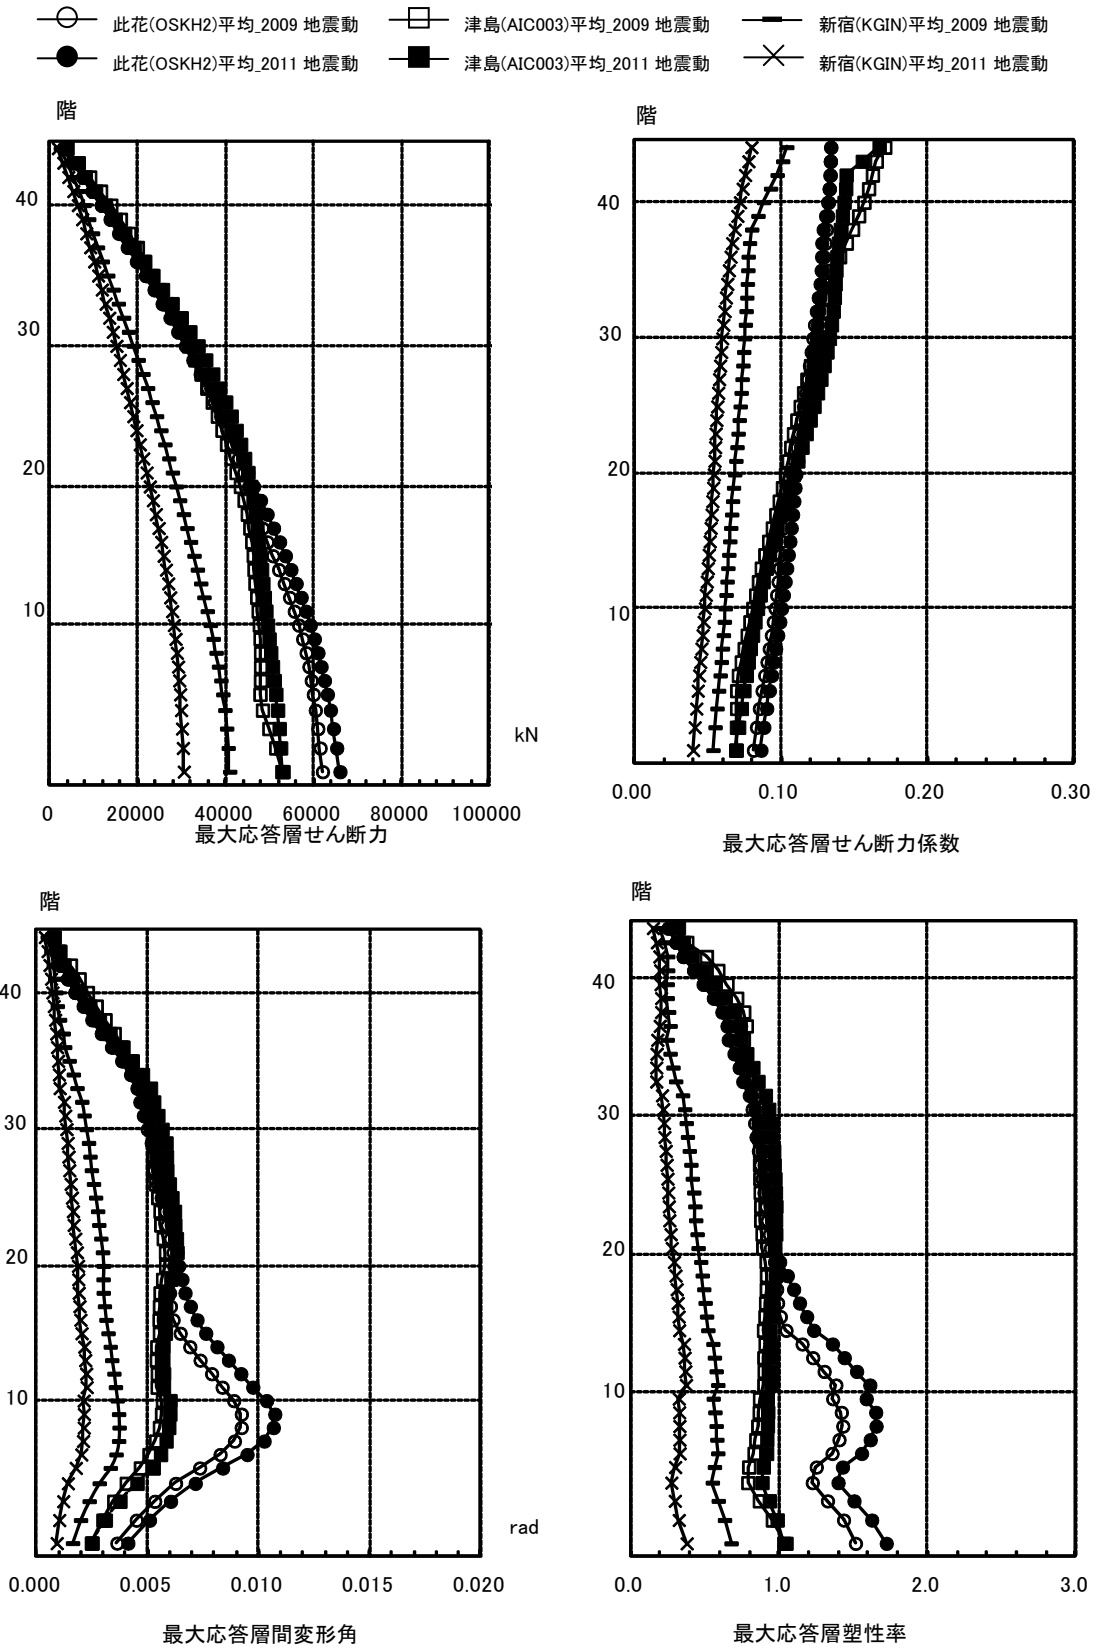 此花(OSKH2)平均_2009 地震動
津島(AIC003)平均_2009 地震動
新宿(KGIN)平均_2009 地震動
此花(OSKH2)平均_2011 地震動
津島(AIC003)平均_2011 地震動
新宿(KGIN)平均_2011 地震動
階
40
30
20
10
kN
0 20000 40000 60000 80000 100000
最大応答層せん断力
階
40
30
20
10
0.00 0.10 0.20 0.30
最大応答層せん断力係数
階
40
30
20
10
rad
0.000 0.005 0.010 0.015 0.020
最大応答層間変形角
階
40
30
20
10
0.0 1.0 2.0 3.0
最大応答層塑性率